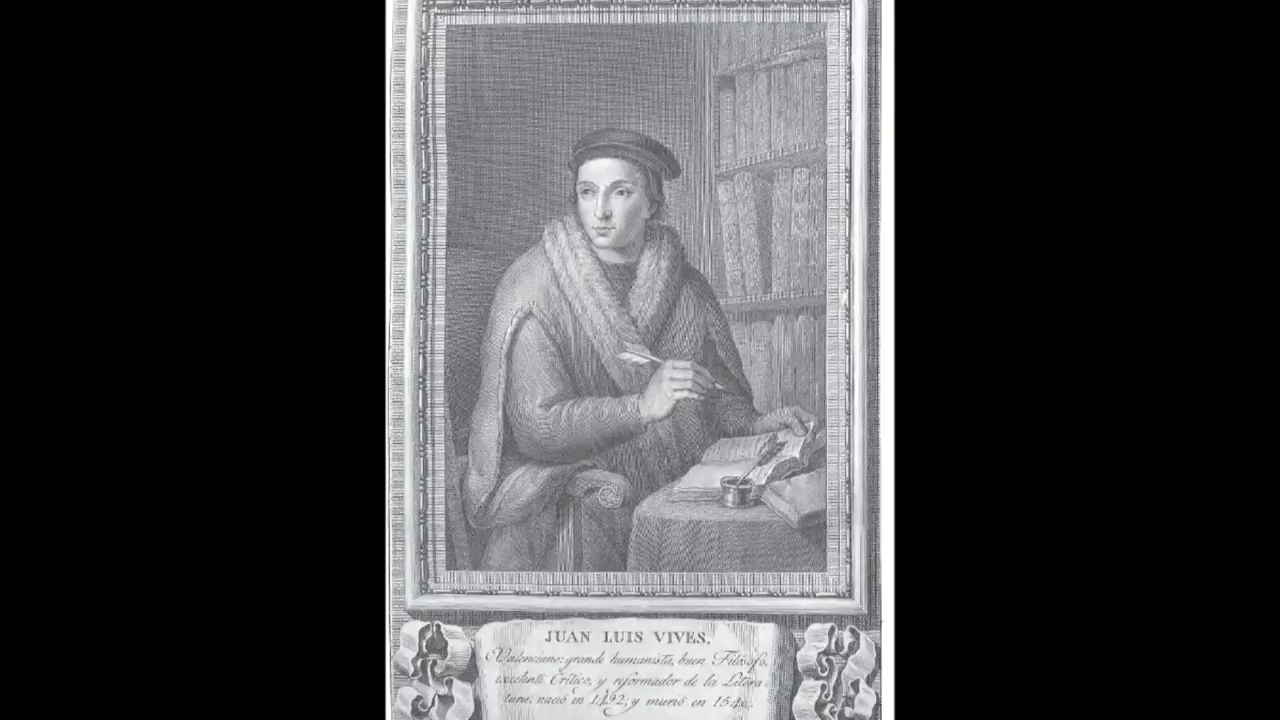 JUAN LUIS VIVES.
Valenciano: grande humanista, buen Filósofo,
excelente Crítico, y reformador de la Litera-
tura: nació en 1492, y murió en